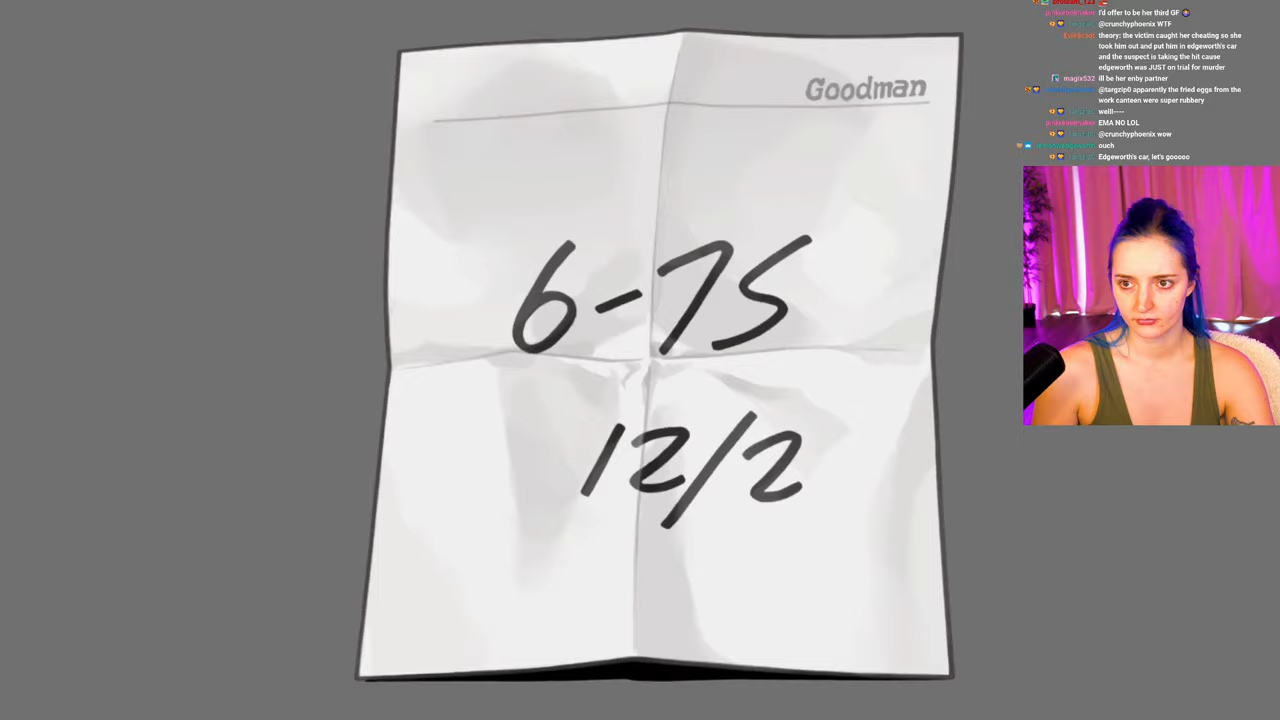 Goodman
6-7S
12/2
I'd offer to be her third GF
@crunchyphoenix WTF
theory: the victim caught her cheating so she
took him out and put him in edgeworth's car
and the suspect is taking the hit cause
edgeworth was JUST on trial for murder
magix532 ill be her enby partner
@targzip0 apparently the fried eggs from the
work canteen were super rubbery
well!----
EMA NO LOL
@crunchyphoenix wow
ouch
Edgeworth's car, let's gooooo